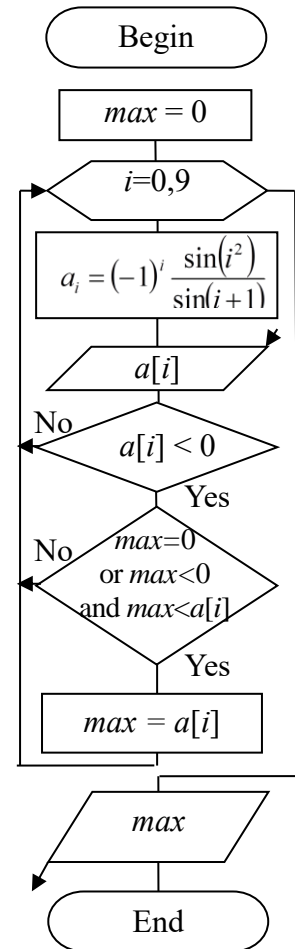 Begin
max = 0
i=0,9
a_i = (-1)^i sin(i^2) / sin(i+1)
a[i]
No
a[i] < 0
Yes
No
max=0
or max<0
and max<a[i]
Yes
max = a[i]
max
End